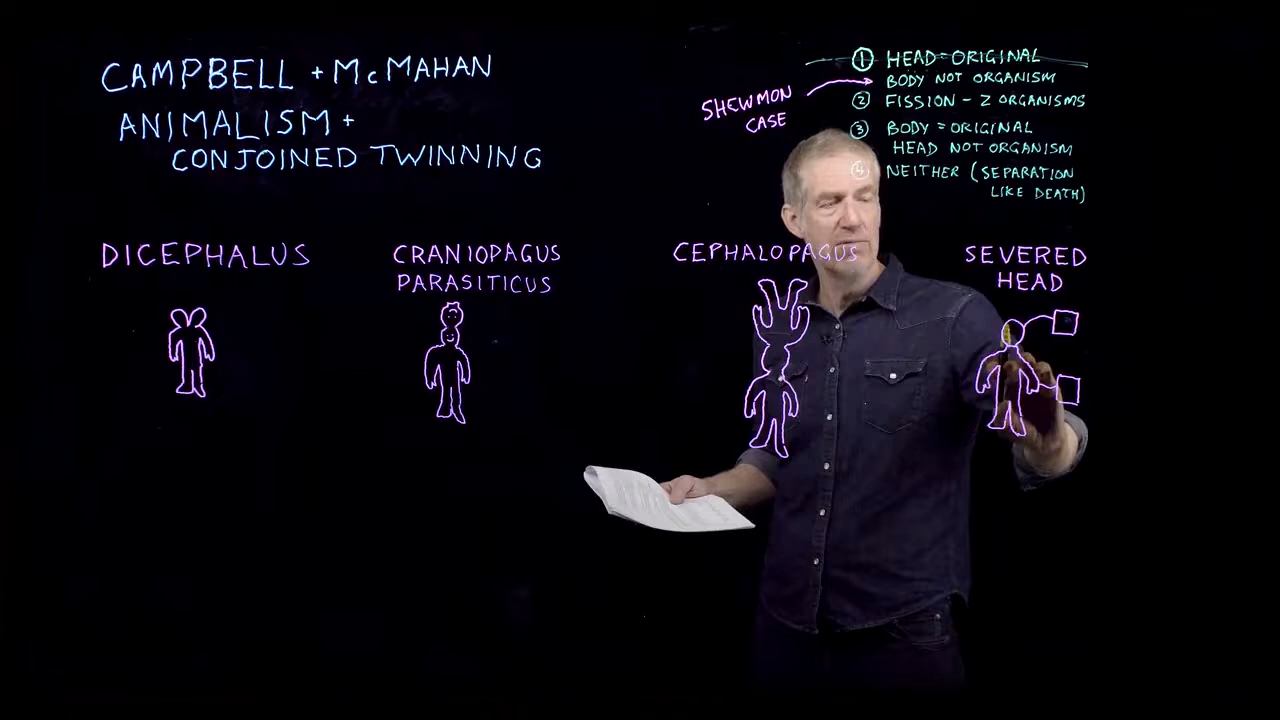 CAMPBELL + McMAHAN
ANIMALISM +
CONJOINED TWINNING
SHEWMON
CASE
① HEAD=ORIGINAL
BODY NOT ORGANISM
② FISSION - 2 ORGANISMS
③ BODY = ORIGINAL
HEAD NOT ORGANISM
④ NEITHER (SEPARATION
LIKE DEATH)
DICEPHALUS
CRANIOPAGUS
PARASITICUS
CEPHALOPAGUS
SEVERED
HEAD